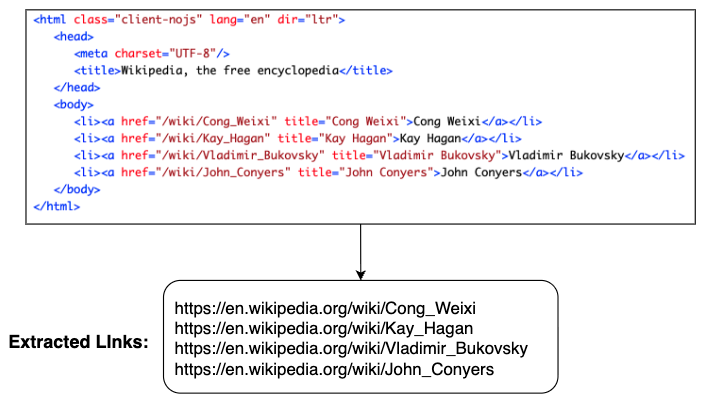 <html class="client-nojs" lang="en" dir="ltr">
<head>
<meta charset="UTF-8"/>
<title>Wikipedia, the free encyclopedia</title>
</head>
<body>
<li><a href="/wiki/Cong_Weixi" title="Cong Weixi">Cong Weixi</a></li>
<li><a href="/wiki/Kay_Hagan" title="Kay Hagan">Kay Hagan</a></li>
<li><a href="/wiki/Vladimir_Bukovsky" title="Vladimir Bukovsky">Vladimir Bukovsky</a></li>
<li><a href="/wiki/John_Conyers" title="John Conyers">John Conyers</a></li>
</body>
</html>
Extracted LInks:
https://en.wikipedia.org/wiki/Cong_Weixi
https://en.wikipedia.org/wiki/Kay_Hagan
https://en.wikipedia.org/wiki/Vladimir_Bukovsky
https://en.wikipedia.org/wiki/John_Conyers